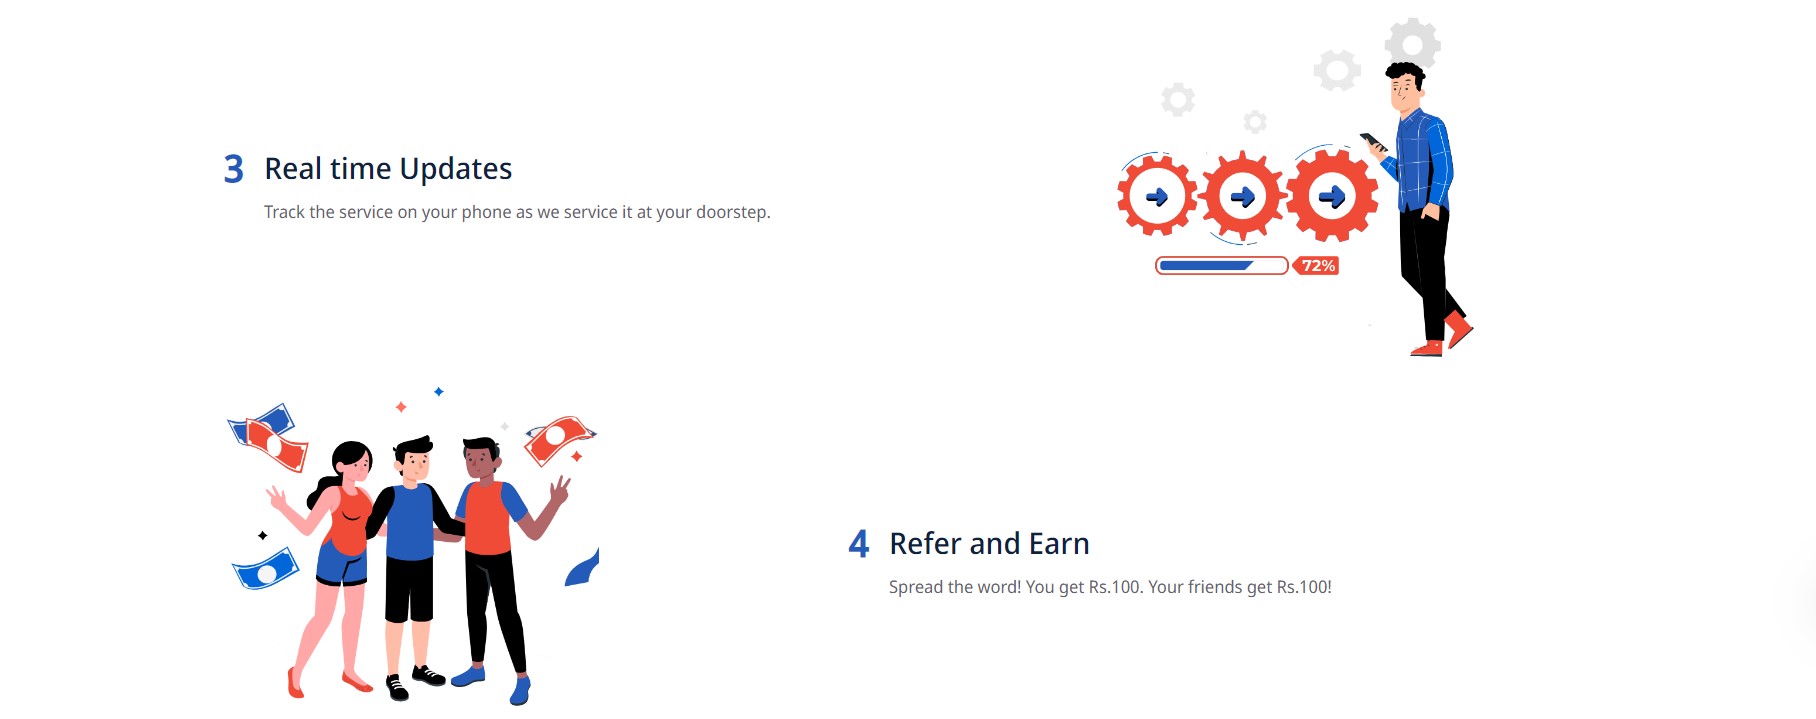 3 Real time Updates
Track the service on your phone as we service it at your doorstep.
72%
4 Refer and Earn
Spread the word! You get Rs.100. Your friends get Rs.100!